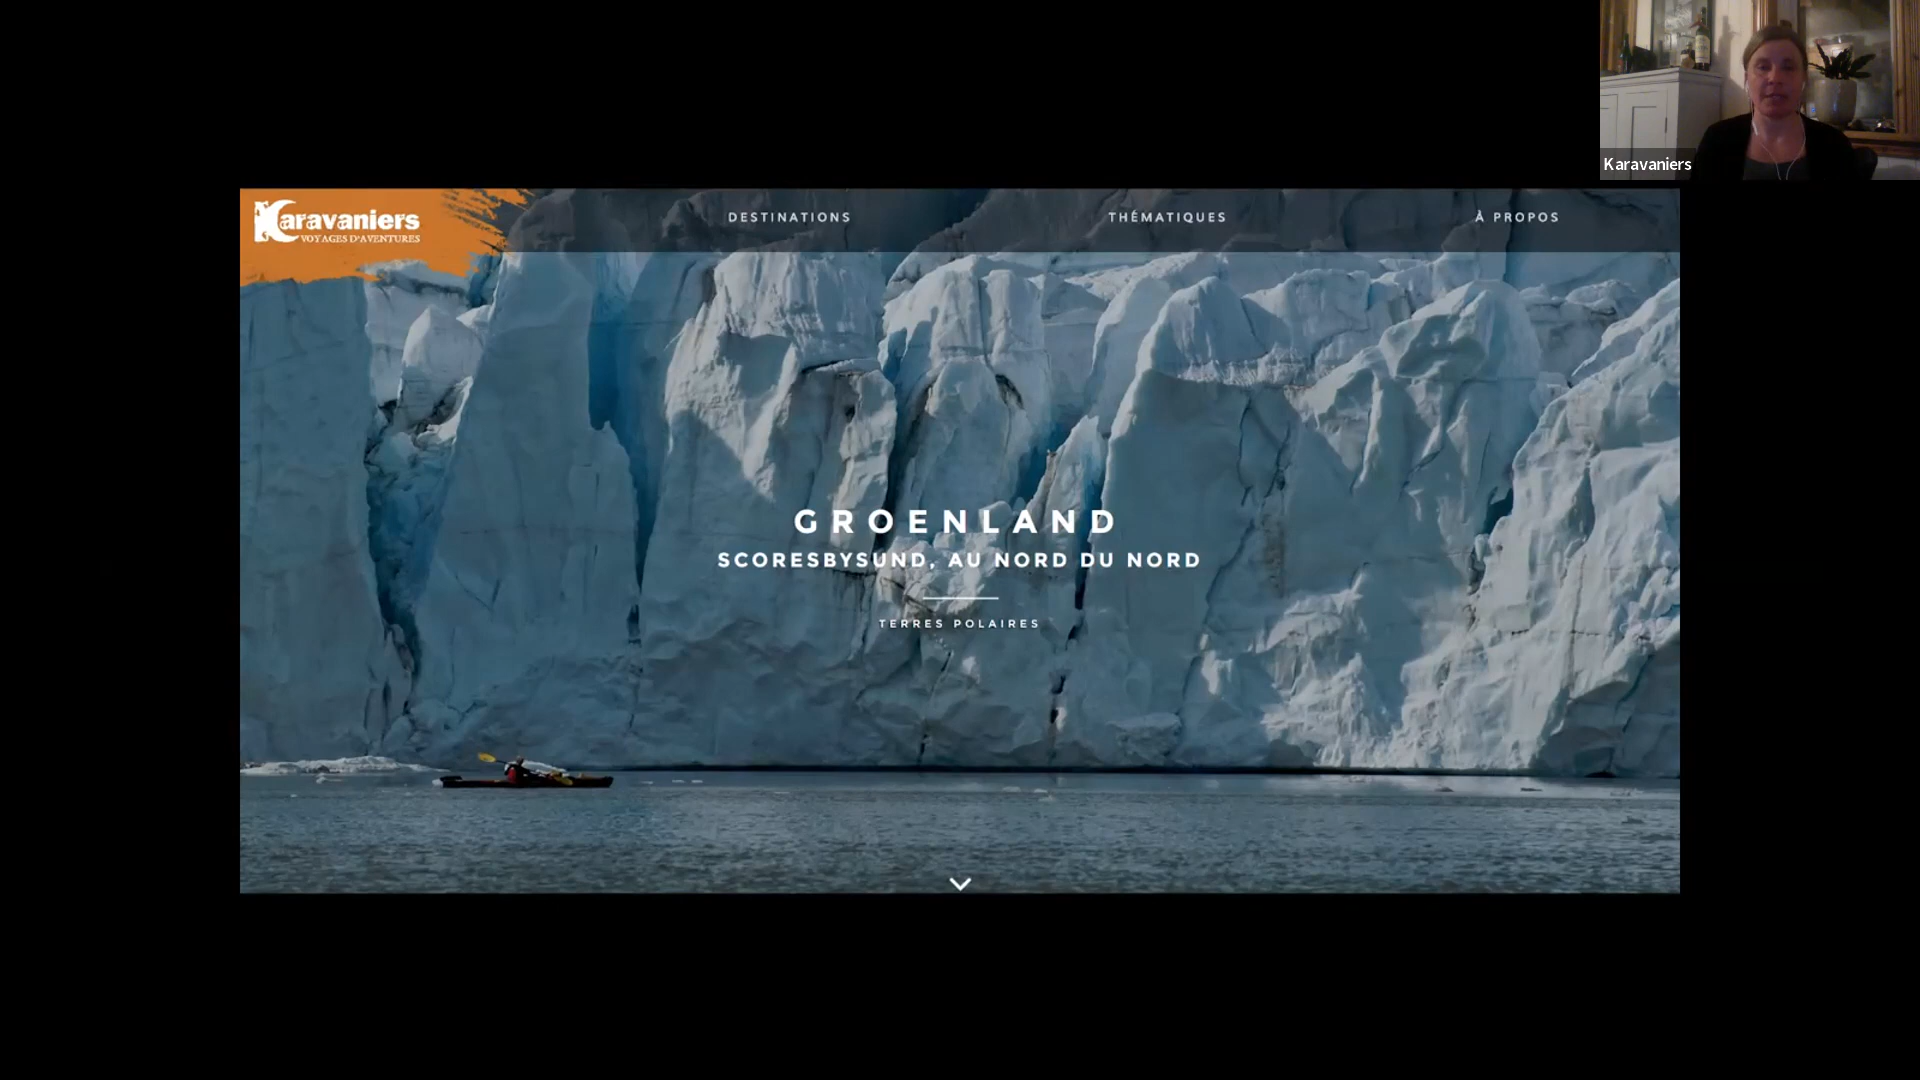 Karavaniers
Karavaniers
VOYAGES D'AVENTURES
DESTINATIONS
THÉMATIQUES
À PROPOS
GROENLAND
SCORESBYSUND, AU NORD DU NORD
TERRES POLAIRES